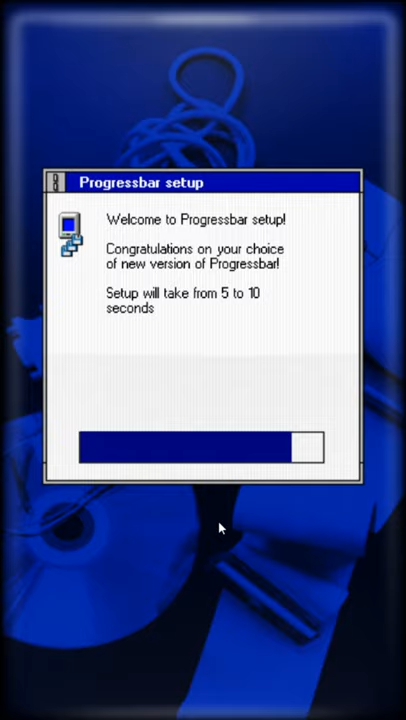 Progressbar setup
Welcome to Progressbar setup!
Congratulations on your choice
of new version of Progressbar!
Setup will take from 5 to 10
seconds